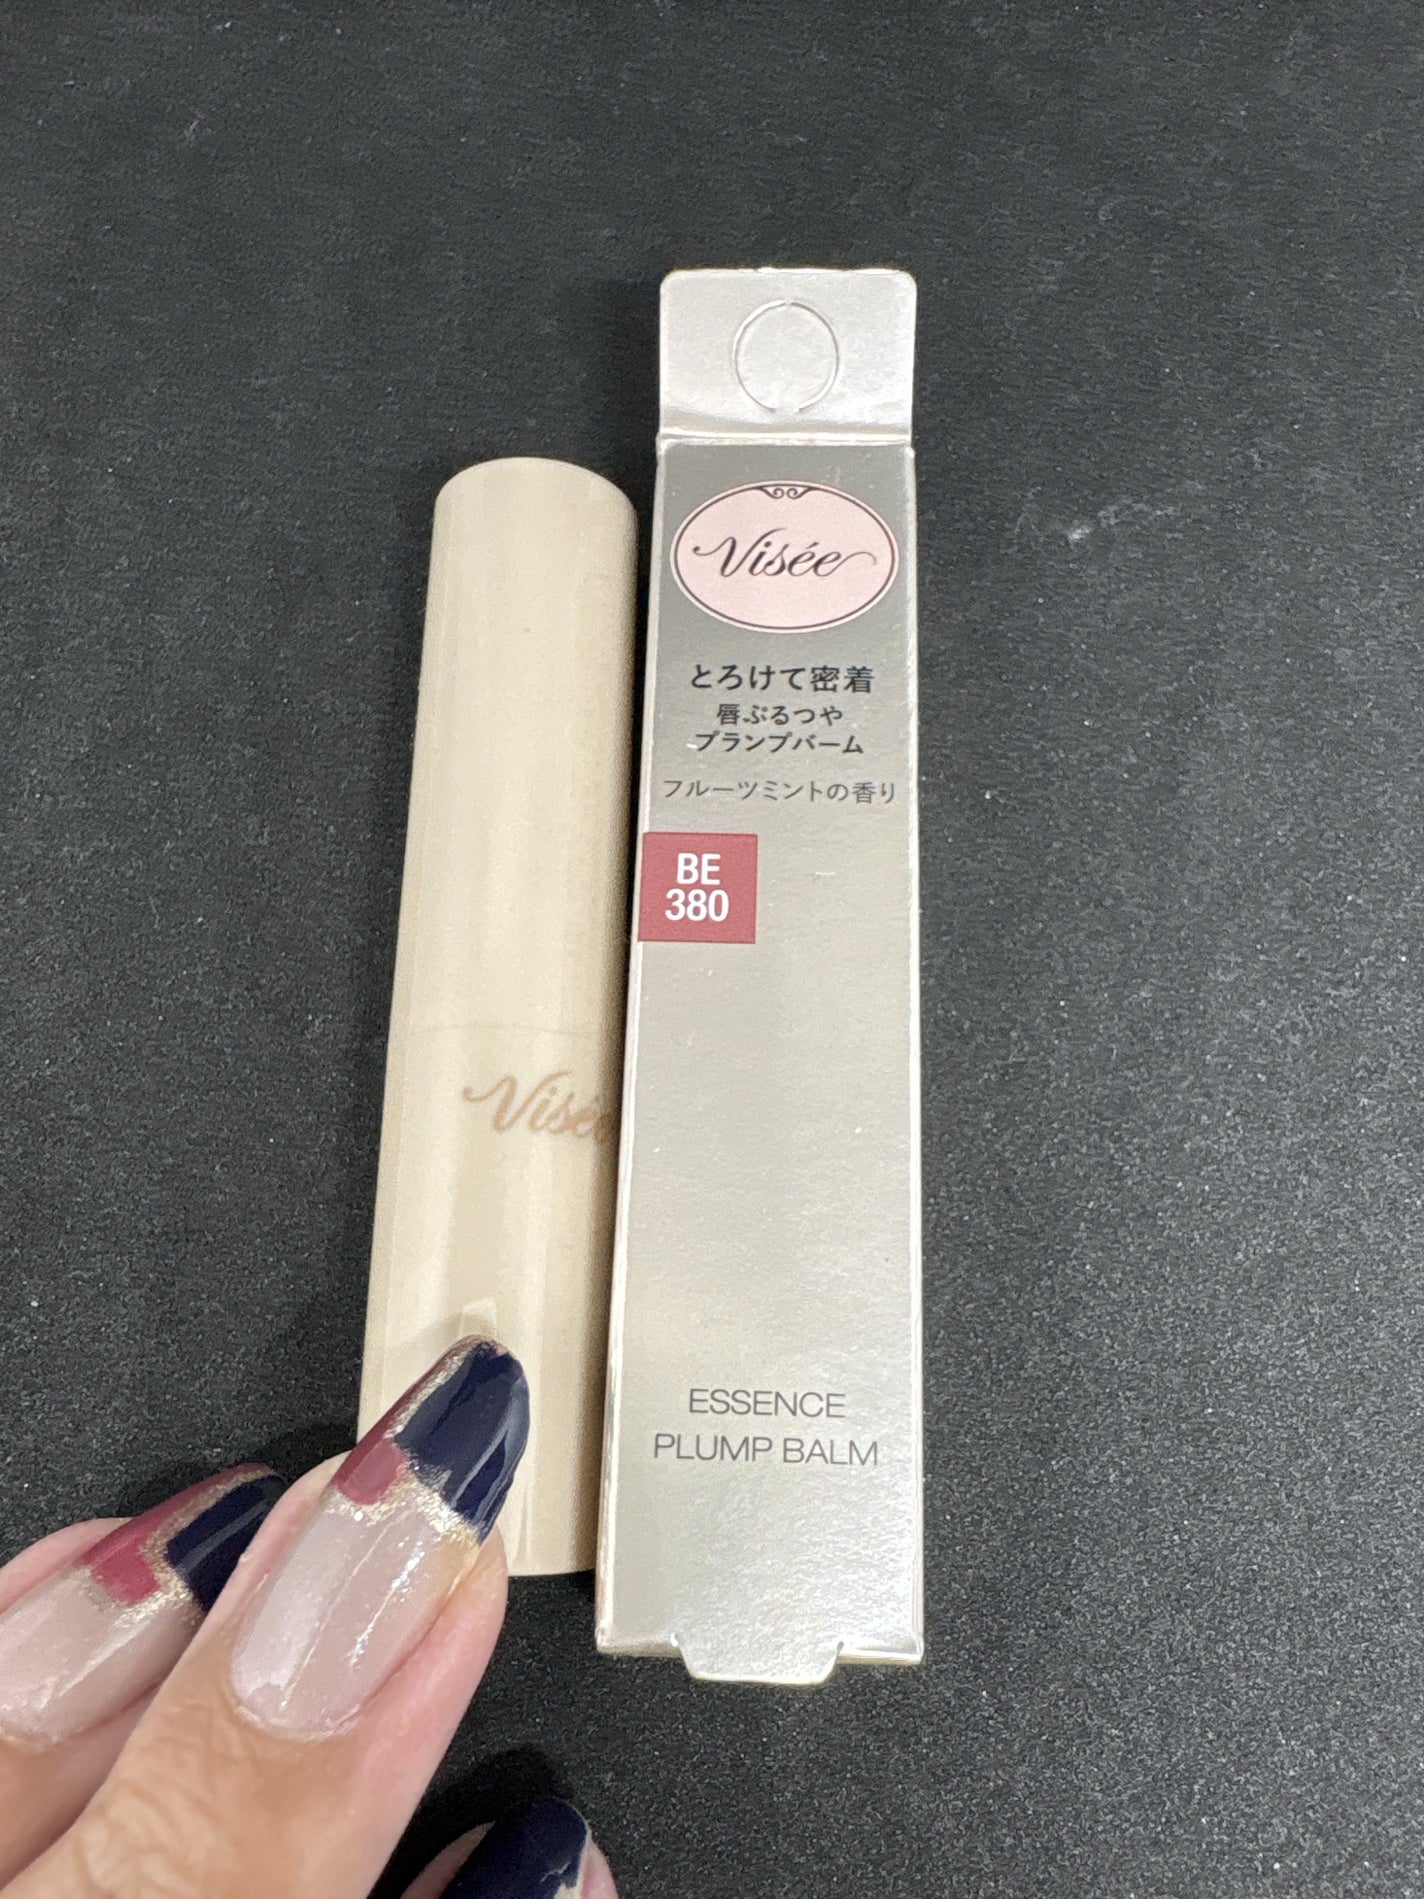 Visée
とろけて密着
唇ぷるつや
プランプバーム
フルーツミントの香り
BE
380
Visée
ESSENCE
PLUMP BALM